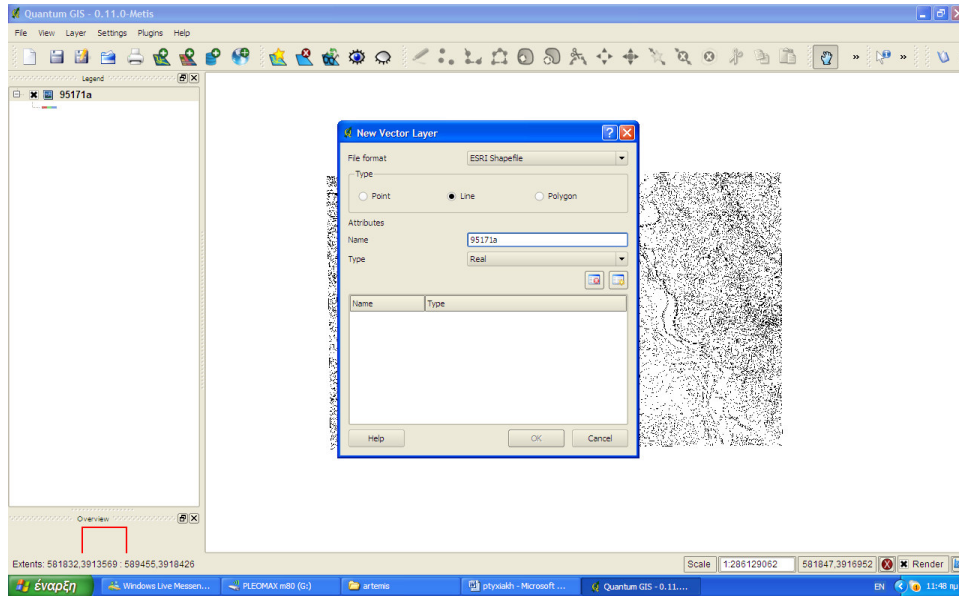 Quantum GIS - 0.11.0-Metis
File View Layer Settings Plugins Help
» »
Legend
95171a
New Vector Layer
File format ESRI Shapefile
Type
Point Line Polygon
Attributes
Name 95171a
Type Real
Name Type
Help OK Cancel
Overview
Extents: 581832,3913569 : 589455,3918426
Scale 1:286129062 581847,3916952 Render
έναρξη Windows Live Messen... PLEOMAX m80 (G:) artemis ptyxiakh - Microsoft ... Quantum GIS - 0.11.... EN 11:48 πμ